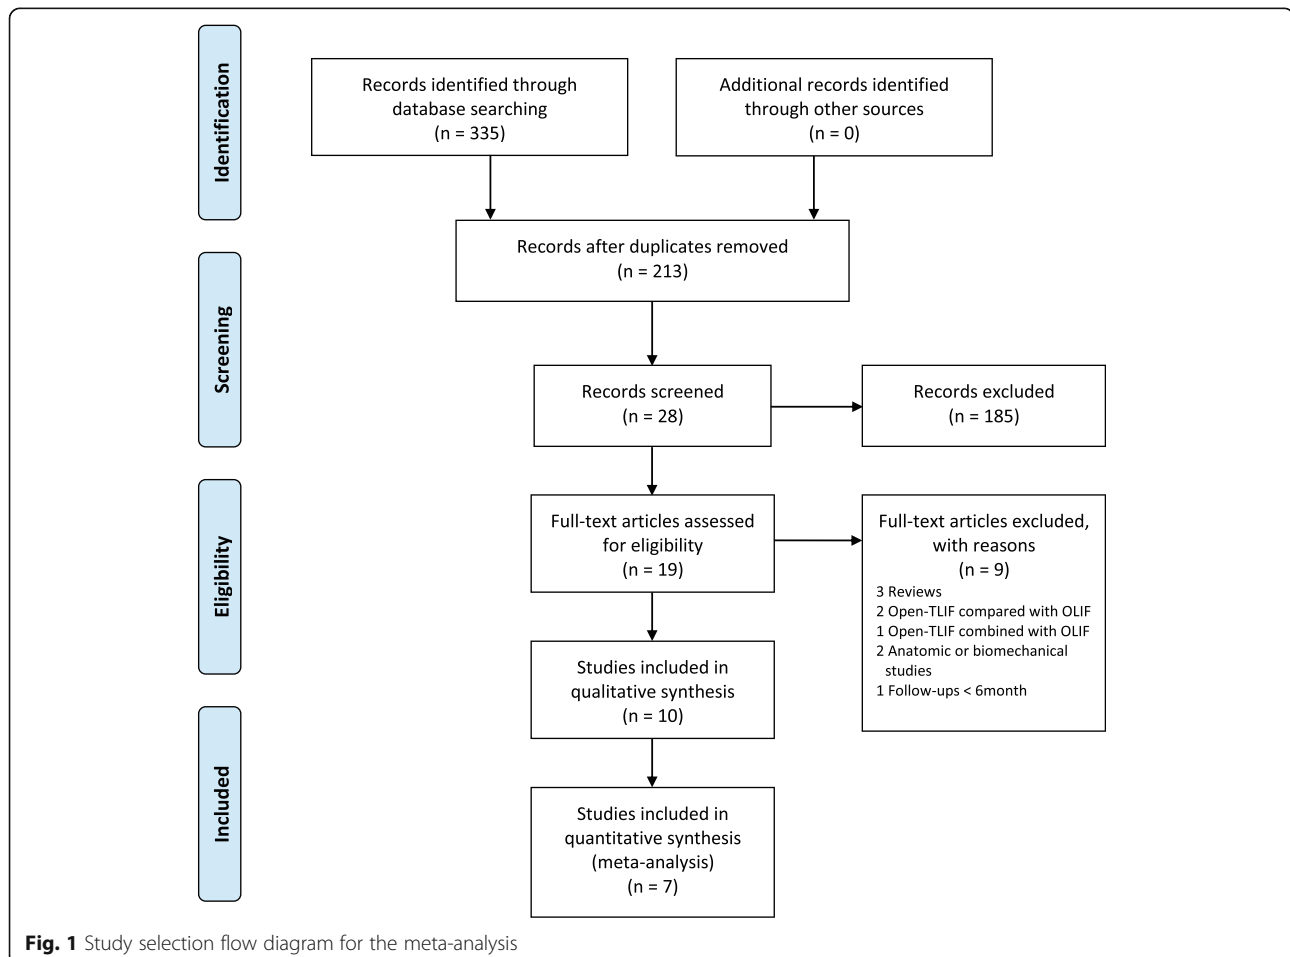 Identification
Records identified through
database searching
(n = 335)
Additional records identified
through other sources
(n = 0)
Records after duplicates removed
(n = 213)
Screening
Records screened
(n = 28)
Records excluded
(n = 185)
Eligibility
Full-text articles assessed
for eligibility
(n = 19)
Full-text articles excluded,
with reasons
(n = 9)
3 Reviews
2 Open-TLIF compared with OLIF
1 Open-TLIF combined with OLIF
2 Anatomic or biomechanical
studies
1 Follow-ups < 6month
Studies included in
qualitative synthesis
(n = 10)
Included
Studies included in
quantitative synthesis
(meta-analysis)
(n = 7)
Fig. 1 Study selection flow diagram for the meta-analysis